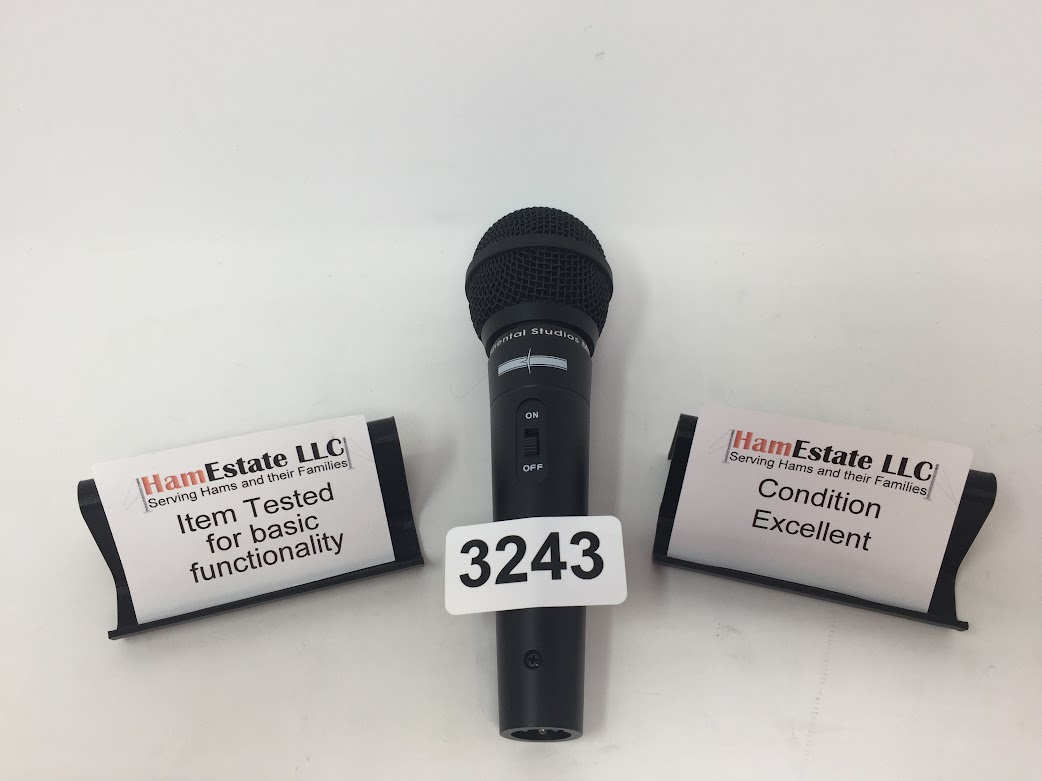 ental Studios
ON
OFF
HamEstate LLC
Serving Hams and their Families
Item Tested
for basic
functionality
3243
HamEstate LLC
Serving Hams and their Families
Condition
Excellent